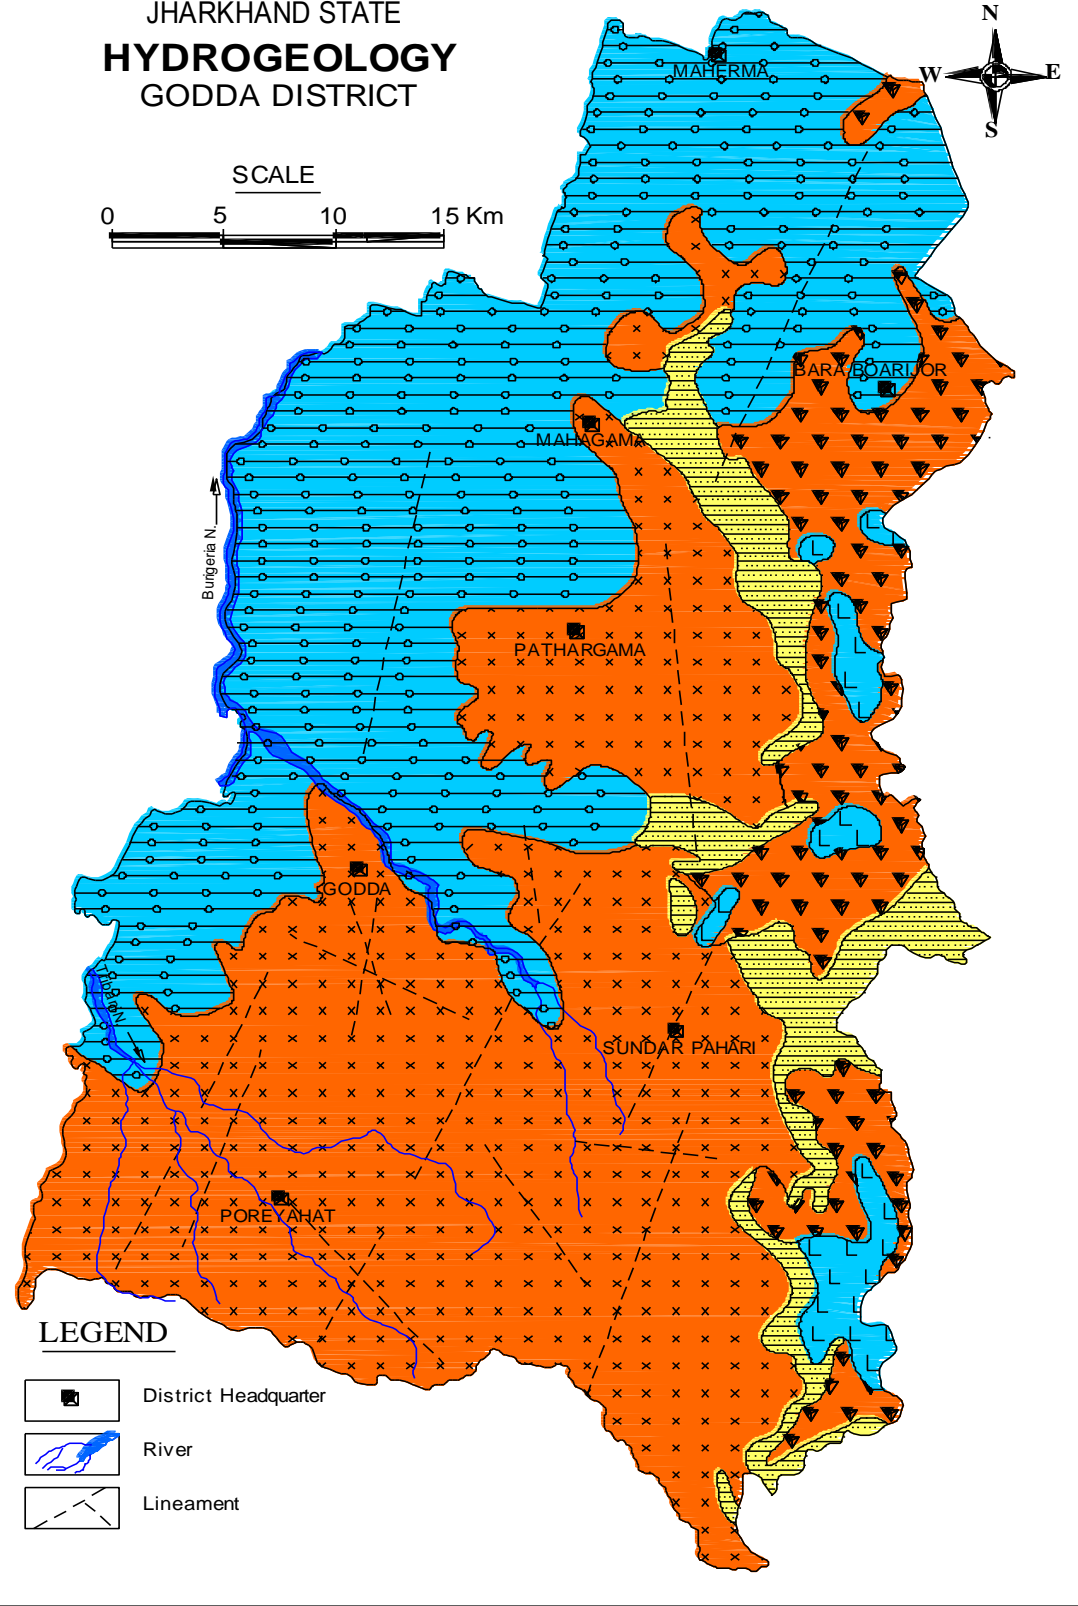 JHARKHAND STATE
HYDROGEOLOGY
GODDA DISTRICT
N
W
E
S
SCALE
0 5 10 15 Km
MAHERMA
BARA BOARIJOR
MAHAGAMA
Burigeria N.
PATHARGAMA
GODDA
SUNDAR PAHARI
POREYAHAT
LEGEND
District Headquarter
River
Lineament